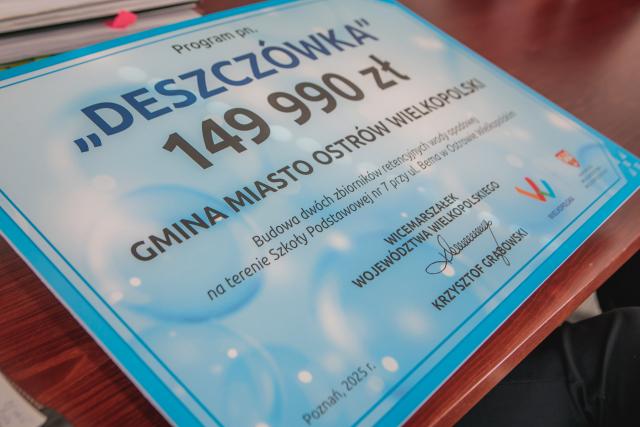 Program pn.
„DESZCZÓWKA”
149 990 zł
GMINA MIASTO OSTRÓW WIELKOPOLSKI
Budowa dwóch zbiorników retencyjnych wody opadowej
na terenie Szkoły Podstawowej nr 7 przy ul. Bema w Ostrowie Wielkopolskim
WICEMARSZAŁEK
WOJEWÓDZTWA WIELKOPOLSKIEGO
KRZYSZTOF GRABOWSKI
Poznań, 2025 r.